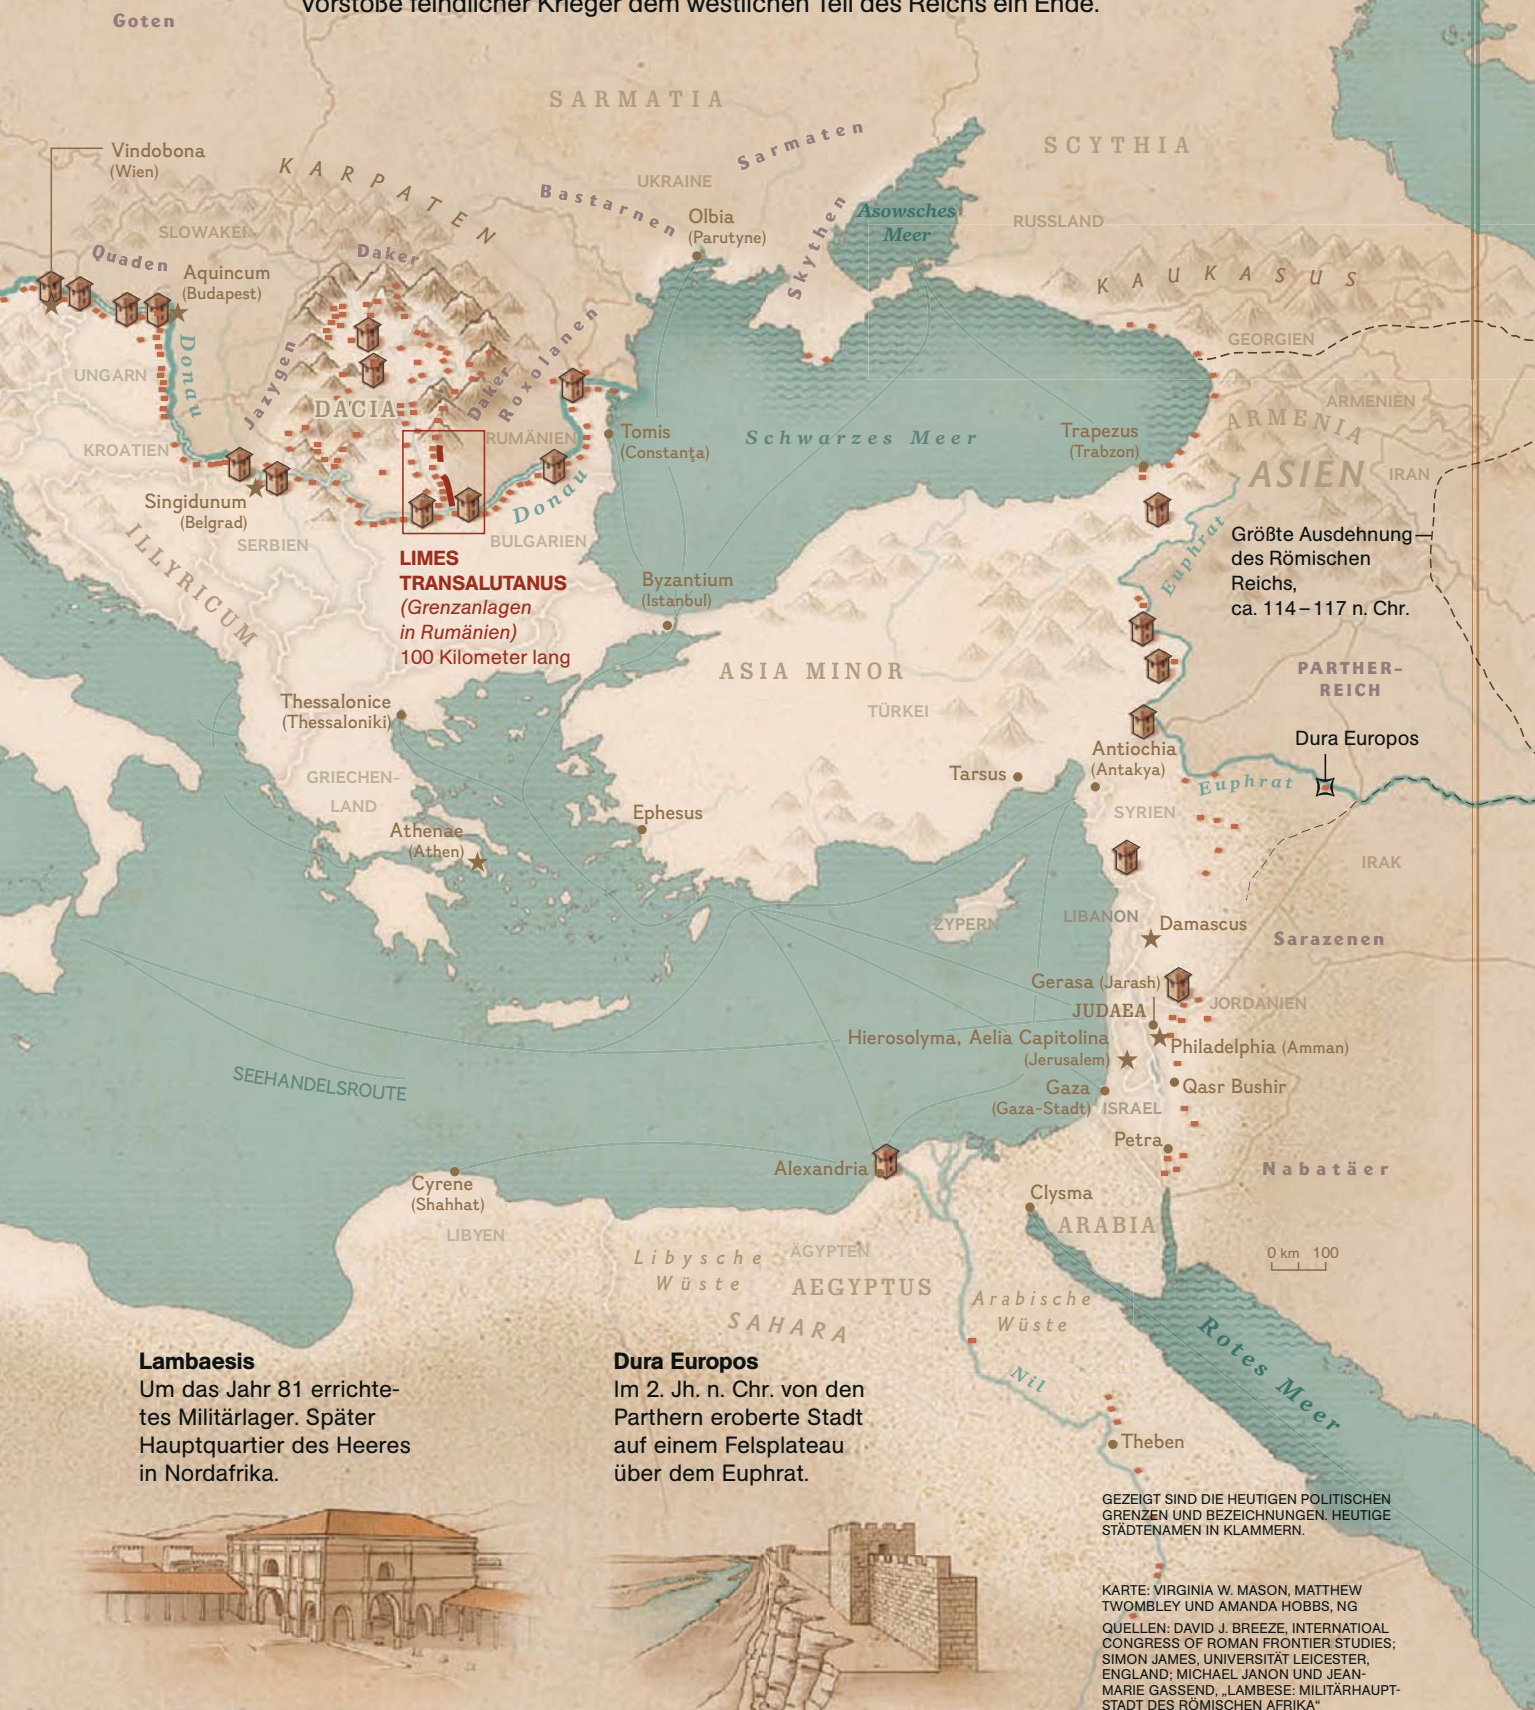 Vorstöße feindlicher Krieger dem westlichen Teil des Reichs ein Ende.
Goten
SARMATIA
Sarmaten
SCYTHIA
Vindobona
(Wien)
KARPATEN
UKRAINE
Bastarnen
Skythen
Asowsches
Meer
RUSSLAND
Olbia
(Parutyne)
SLOWAKEI
Quaden
Daker
Aquincum
(Budapest)
KAUKASUS
GEORGIEN
Donau
UNGARN
Jazygen
DACIA
Daker
Roxolanen
ARMENIEN
ARMENIA
KROATIEN
RUMÄNIEN
Tomis
(Constanţa)
Schwarzes Meer
Trapezus
(Trabzon)
ASIEN
IRAN
Singidunum
(Belgrad)
Donau
SERBIEN
BULGARIEN
ILLYRICUM
Euphrat
Größte Ausdehnung
des Römischen
Reichs,
ca. 114–117 n. Chr.
LIMES
TRANSALUTANUS
(Grenzanlagen
in Rumänien)
100 Kilometer lang
Byzantium
(Istanbul)
ASIA MINOR
TÜRKEI
PARTHER-
REICH
Thessalonice
(Thessaloniki)
Dura Europos
Antiochia
(Antakya)
Tarsus
Euphrat
GRIECHEN-
LAND
Ephesus
SYRIEN
Athenae
(Athen)
IRAK
ZYPERN
LIBANON
Damascus
Sarazenen
Gerasa (Jarash)
JORDANIEN
JUDAEA
Hierosolyma, Aelia Capitolina
(Jerusalem)
Philadelphia (Amman)
SEEHANDELSROUTE
Gaza
(Gaza-Stadt)
ISRAEL
Qasr Bushir
Petra
Nabatäer
Alexandria
Cyrene
(Shahhat)
Clysma
ARABIA
LIBYEN
Libysche
Wüste
ÄGYPTEN
AEGYPTUS
0 km 100
Arabische
Wüste
SAHARA
Rotes Meer
Nil
Theben
Lambaesis
Um das Jahr 81 errichte-
tes Militärlager. Später
Hauptquartier des Heeres
in Nordafrika.
Dura Europos
Im 2. Jh. n. Chr. von den
Parthern eroberte Stadt
auf einem Felsplateau
über dem Euphrat.
GEZEIGT SIND DIE HEUTIGEN POLITISCHEN
GRENZEN UND BEZEICHNUNGEN. HEUTIGE
STÄDTENAMEN IN KLAMMERN.
KARTE: VIRGINIA W. MASON, MATTHEW
TWOMBLEY UND AMANDA HOBBS, NG
QUELLEN: DAVID J. BREEZE, INTERNATIOAL
CONGRESS OF ROMAN FRONTIER STUDIES;
SIMON JAMES, UNIVERSITÄT LEICESTER,
ENGLAND; MICHAEL JANON UND JEAN-
MARIE GASSEND, „LAMBESE: MILITÄRHAUPT-
STADT DES RÖMISCHEN AFRIKA“